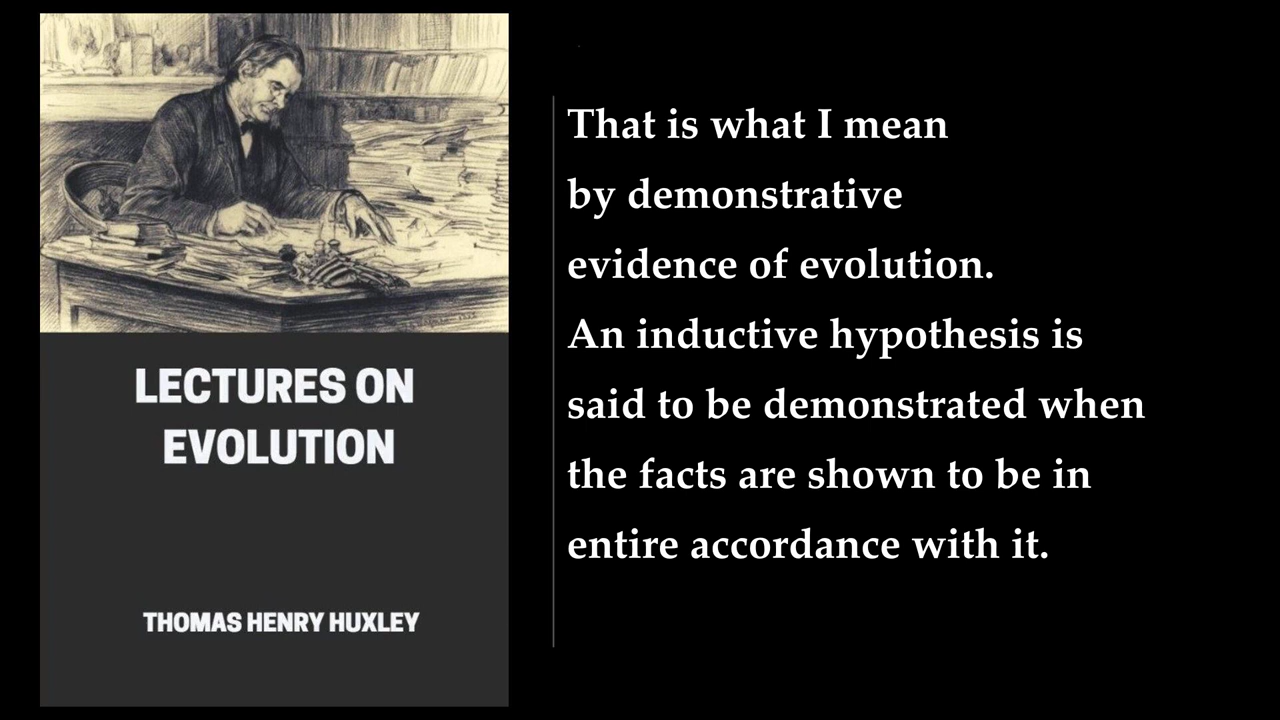 LECTURES ON
EVOLUTION
THOMAS HENRY HUXLEY
That is what I mean
by demonstrative
evidence of evolution.
An inductive hypothesis is
said to be demonstrated when
the facts are shown to be in
entire accordance with it.